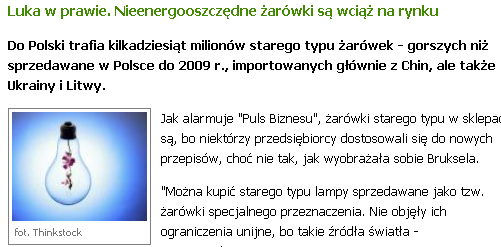 Luka w prawie. Nieenergooszczędne żarówki są wciąż na rynku
Do Polski trafia kilkadziesiąt milionów starego typu żarówek - gorszych niż
sprzedawane w Polsce do 2009 r., importowanych głównie z Chin, ale także z
Ukrainy i Litwy.
Jak alarmuje "Puls Biznesu", żarówki starego typu w sklepac
są, bo niektórzy przedsiębiorcy dostosowali się do nowych
przepisów, choć nie tak, jak wyobrażała sobie Bruksela.
"Można kupić starego typu lampy sprzedawane jako tzw.
żarówki specjalnego przeznaczenia. Nie objęły ich
ograniczenia unijne, bo takie źródła światła -
fot. Thinkstock